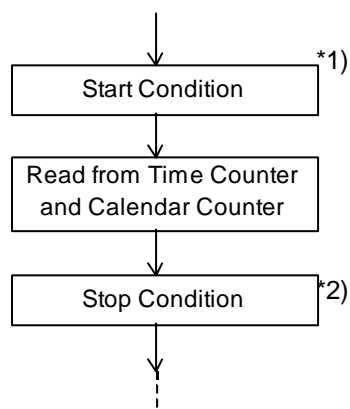 *1)
Start Condition
Read from Time Counter
and Calendar Counter
*2)
Stop Condition